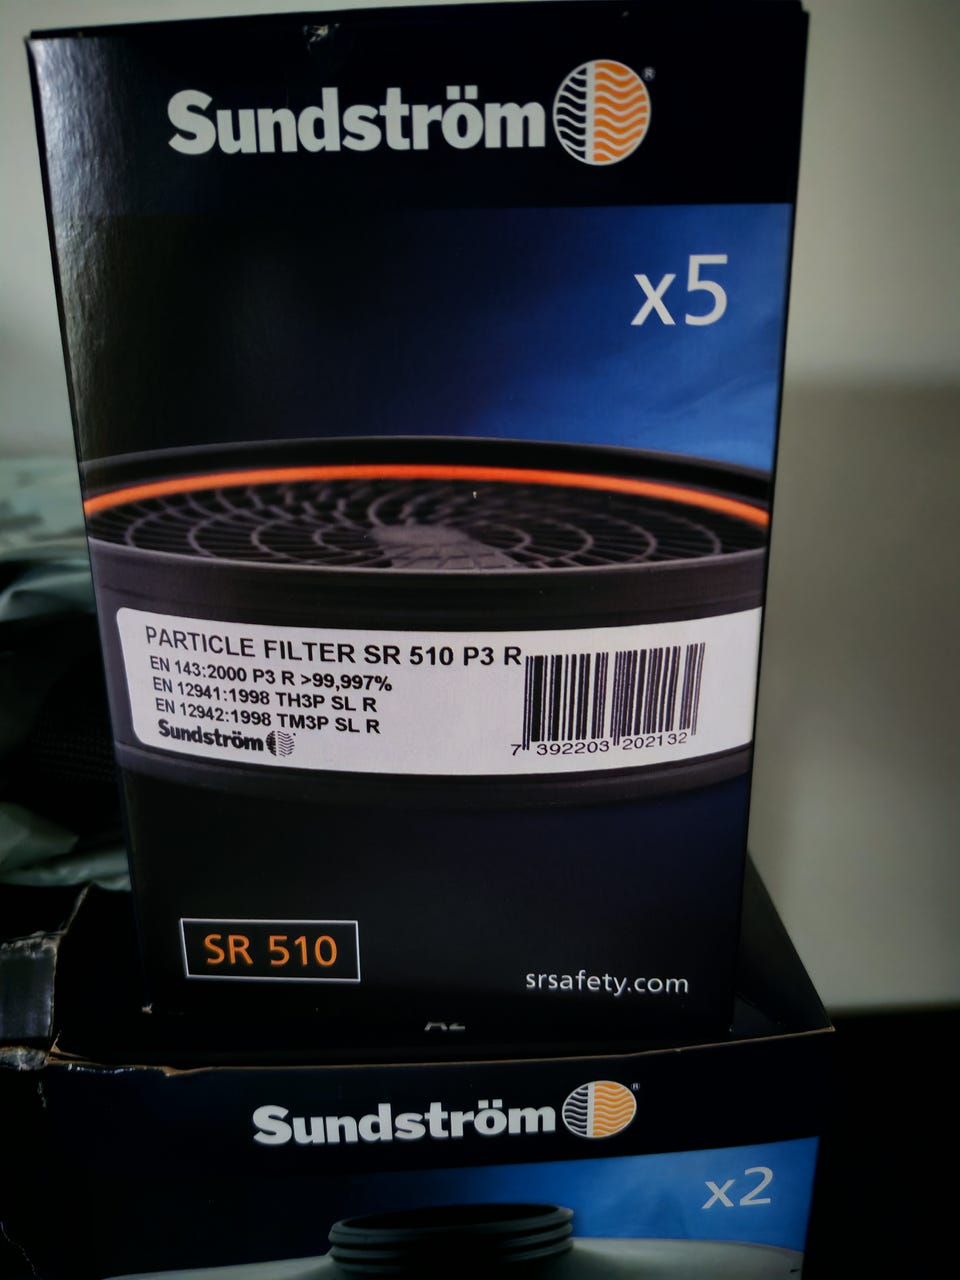 Sundström ®
x5
PARTICLE FILTER SR 510 P3 R
EN 143:2000 P3 R >99,997%
EN 12941:1998 TH3P SL R
EN 12942:1998 TM3P SL R
Sundström
7 392203 202132
SR 510
srsafety.com
Sundström ®
x2